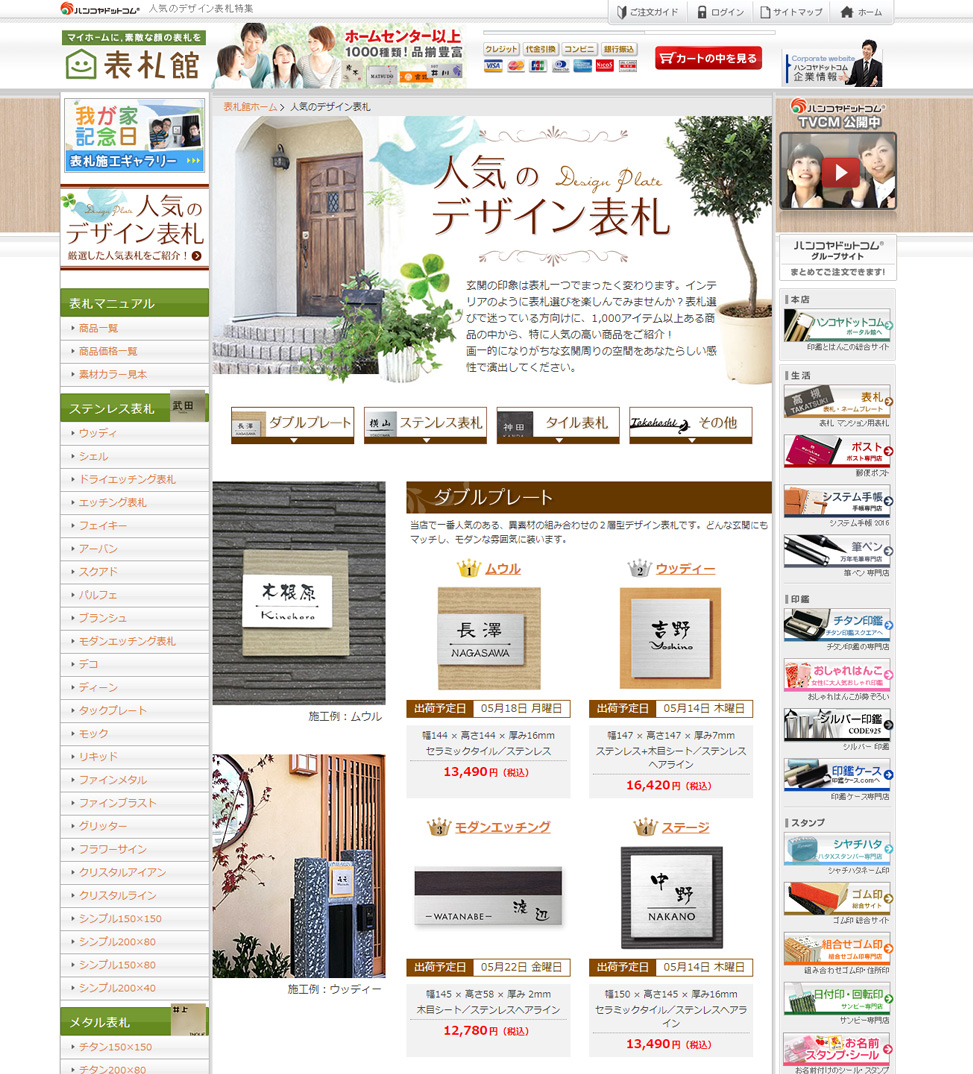 ハンコヤドットコム® 人気のデザイン表札特集
ご注文ガイド
ログイン
サイトマップ
ホーム
マイホームに、素敵な顔の表札を
表札館
ホームセンター以上
1000種類!品揃豊富
MATSUDO
井川
クレジット
代金引換
コンビニ
銀行振込
VISA
JCB
NICOS
カートの中を見る
Corporate website
ハンコヤドットコム
企業情報
我が家
記念日
表札施工ギャラリー
Design Plate 人気の
デザイン表札
厳選した人気表札をご紹介!
表札マニュアル
商品一覧
商品価格一覧
素材カラー見本
ステンレス表札
武田
ウッディ
シェル
ドライエッチング表札
エッチング表札
フェイキー
アーバン
スクアド
パルフェ
ブランシュ
モダンエッチング表札
デコ
ディーン
タックプレート
モック
リキッド
ファインメタル
ファインブラスト
グリッター
フラワーサイン
クリスタルアイアン
クリスタルライン
シンプル150×150
シンプル200×80
シンプル150×80
シンプル200×40
メタル表札
井上
チタン150×150
チタン200×80
表札館ホーム > 人気のデザイン表札
人気の Design Plate
デザイン表札
玄関の印象は表札一つでまったく変わります。インテ
リアのように表札選びを楽しんでみませんか?表札選
びで迷っている方向けに、1,000アイテム以上ある商
品の中から、特に人気の高い商品をご紹介!
画一的になりがちな玄関周りの空間をあなたらしい感
性で演出してください。
長澤
ダブルプレート
横山
ステンレス表札
神田
タイル表札
Takahashi
その他
木根原
Kinehara
施工例:ムウル
施工例:ウッディー
ダブルプレート
当店で一番人気のある、異素材の組み合わせの2層型デザイン表札です。どんな玄関にも
マッチし、モダンな雰囲気に装います。
1 ムウル
長澤
NAGASAWA
出荷予定日 05月18日 月曜日
幅144 × 高さ144 × 厚み16mm
セラミックタイル/ステンレス
13,490円(税込)
2 ウッディー
吉野
Yoshino
出荷予定日 05月14日 木曜日
幅147 × 高さ147 × 厚み7mm
ステンレス+木目シート/ステンレス
ヘアライン
16,420円(税込)
3 モダンエッチング
WATANABE 渡辺
出荷予定日 05月22日 金曜日
幅145 × 高さ58 × 厚み 2mm
木目シート/ステンレスヘアライン
12,780円(税込)
4 ステージ
中野
NAKANO
出荷予定日 05月14日 木曜日
幅150 × 高さ145 × 厚み16mm
セラミックタイル/ステンレスヘアラ
イン
13,490円(税込)
ハンコヤドットコム®
TVCM 公開中
ハンコヤドットコム®
グループサイト
まとめてご注文できます!
本店
ハンコヤドットコム
ポータル館へ
印鑑とはんこの総合サイト
生活
高槻
TAKATSUKI
表札
表札・ネームプレート
表札 マンション用表札
ポスト
ポスト専門店
郵便ポスト
システム手帳
手帳専門店
システム手帳 2016
筆ペン
万年毛筆専門店
筆ペン 専門店
印鑑
チタン印鑑
チタン印鑑スクエアへ
チタン印鑑の専門店
おしゃれはんこ
女性に大人気おしゃれ印鑑
おしゃれはんこが勢ぞろい
シルバー印鑑
CODE925
シルバー 印鑑
印鑑ケース
印鑑ケース.comへ
印鑑ケース専門店
スタンプ
シヤチハタ
ハタXスタンパー専門店
シャチハタネーム印
ゴム印
総合サイト
ゴム印 総合サイト
組合せゴム印
組み合わせゴム印専門店
組み合わせゴム印・住所印
日付印・回転印
サンビー専門店
サンビー専門店
お名前
スタンプ・シール
お名前付けのシール・スタンプ